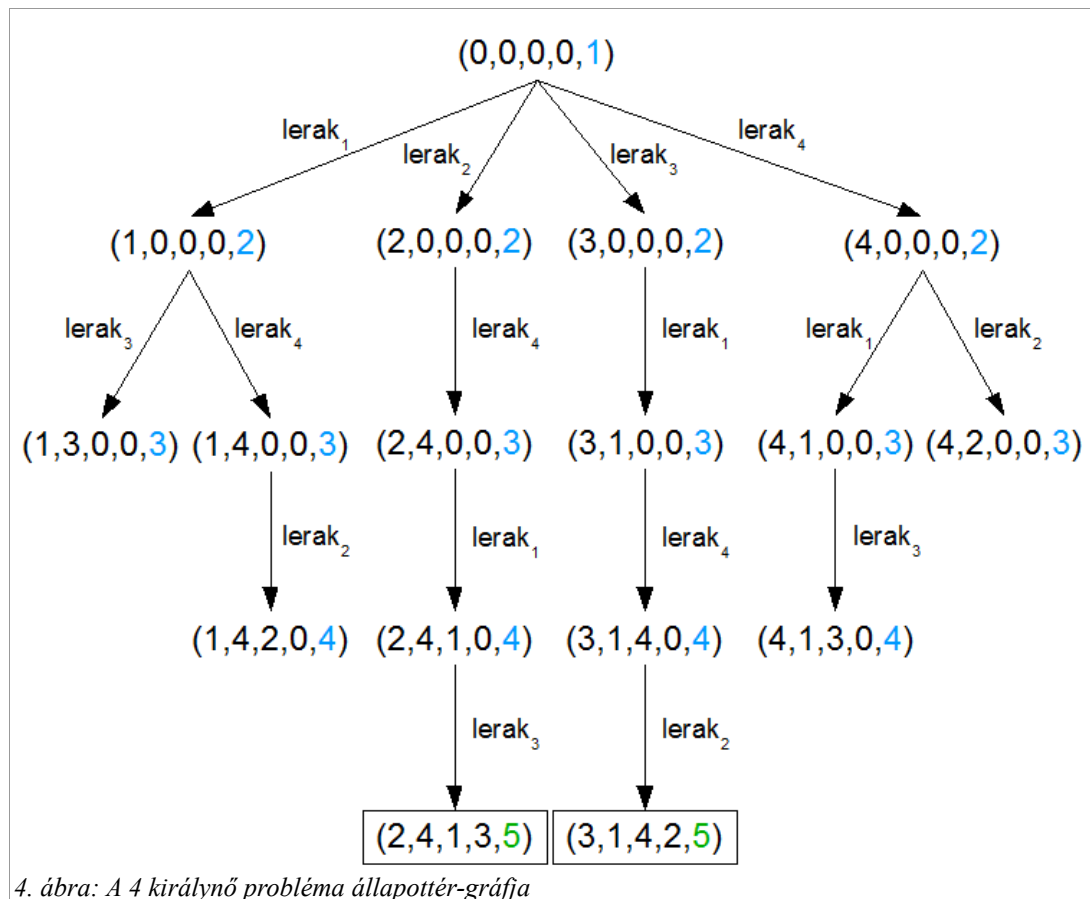 (0,0,0,0,1)
lerak₁ lerak₂ lerak₃ lerak₄
(1,0,0,0,2) (2,0,0,0,2) (3,0,0,0,2) (4,0,0,0,2)
lerak₃ lerak₄ lerak₄ lerak₁ lerak₁ lerak₂
(1,3,0,0,3) (1,4,0,0,3) (2,4,0,0,3) (3,1,0,0,3) (4,1,0,0,3) (4,2,0,0,3)
lerak₂ lerak₁ lerak₄ lerak₃
(1,4,2,0,4) (2,4,1,0,4) (3,1,4,0,4) (4,1,3,0,4)
lerak₃ lerak₂
(2,4,1,3,5) (3,1,4,2,5)
4. ábra: A 4 királynő probléma állapottér-gráfja